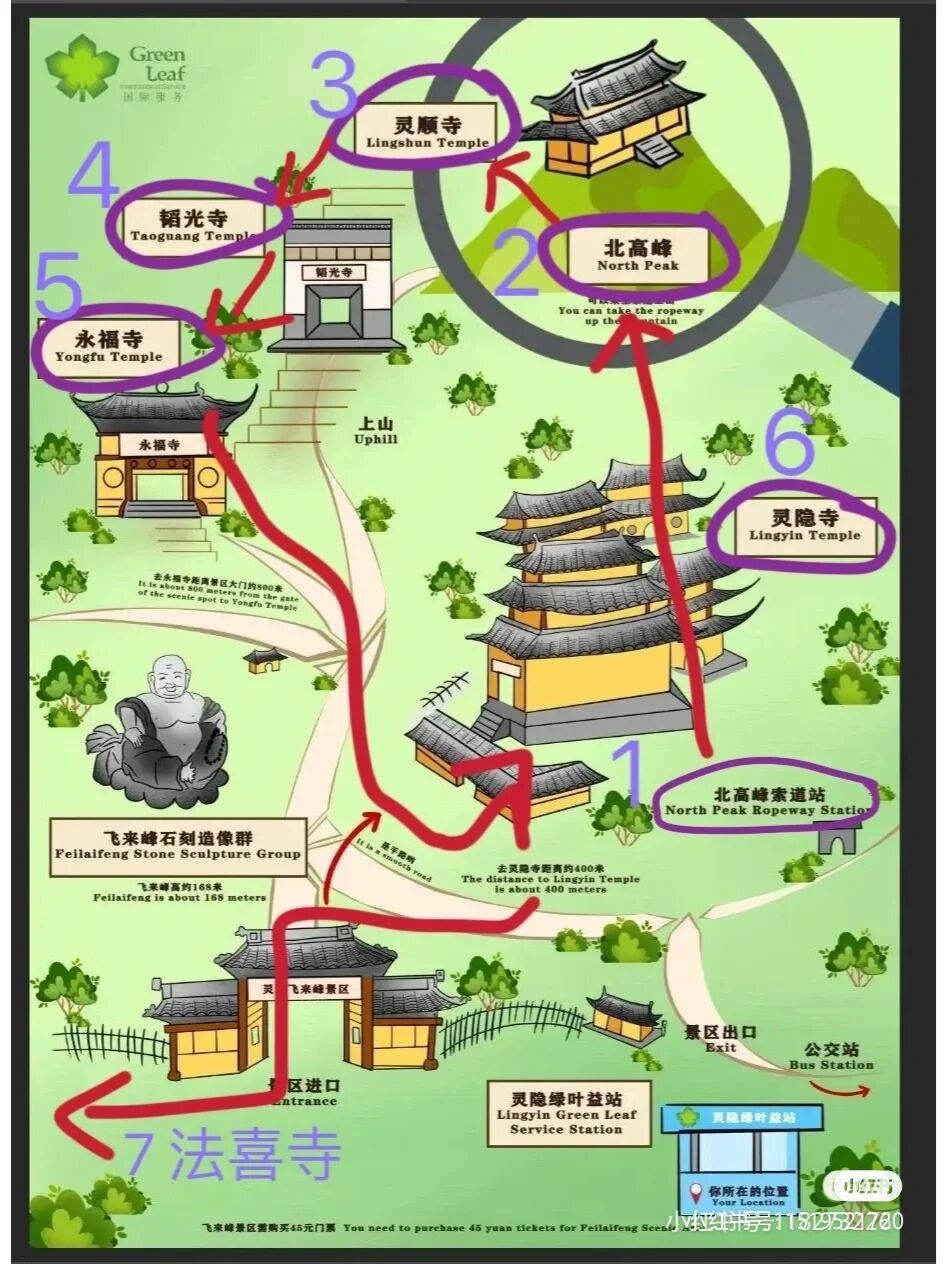 Green
Leaf
International Service
国际服务
3
灵顺寺
Lingshun Temple
4
韬光寺
Taoguang Temple
2
北高峰
North Peak
You can take the ropeway
up the mountain
韬光寺
5
永福寺
Yongfu Temple
永福寺
上山
Uphill
6
灵隐寺
Lingyin Temple
去永福寺距离景区大门约800米
It is about 800 meters from the gate
of the scenic spot to Yongfu Temple
1
北高峰索道站
North Peak Ropeway Station
飞来峰石刻造像群
Feilaifeng Stone Sculpture Group
飞来峰高约168米
Feilaifeng is about 168 meters
是平路哟
It is a smooth road
去灵隐寺距离约400米
The distance to Lingyin Temple
is about 400 meters
灵 飞来峰景区
景区出口
Exit
公交站
Bus Station
景区进口
Entrance
灵隐绿叶益站
Lingyin Green Leaf
Service Station
灵隐绿叶益站
你所在的位置
Your Location
7 法喜寺
飞来峰景区需购买45元门票 You need to purchase 45 yuan tickets for Feilaifeng
小红书